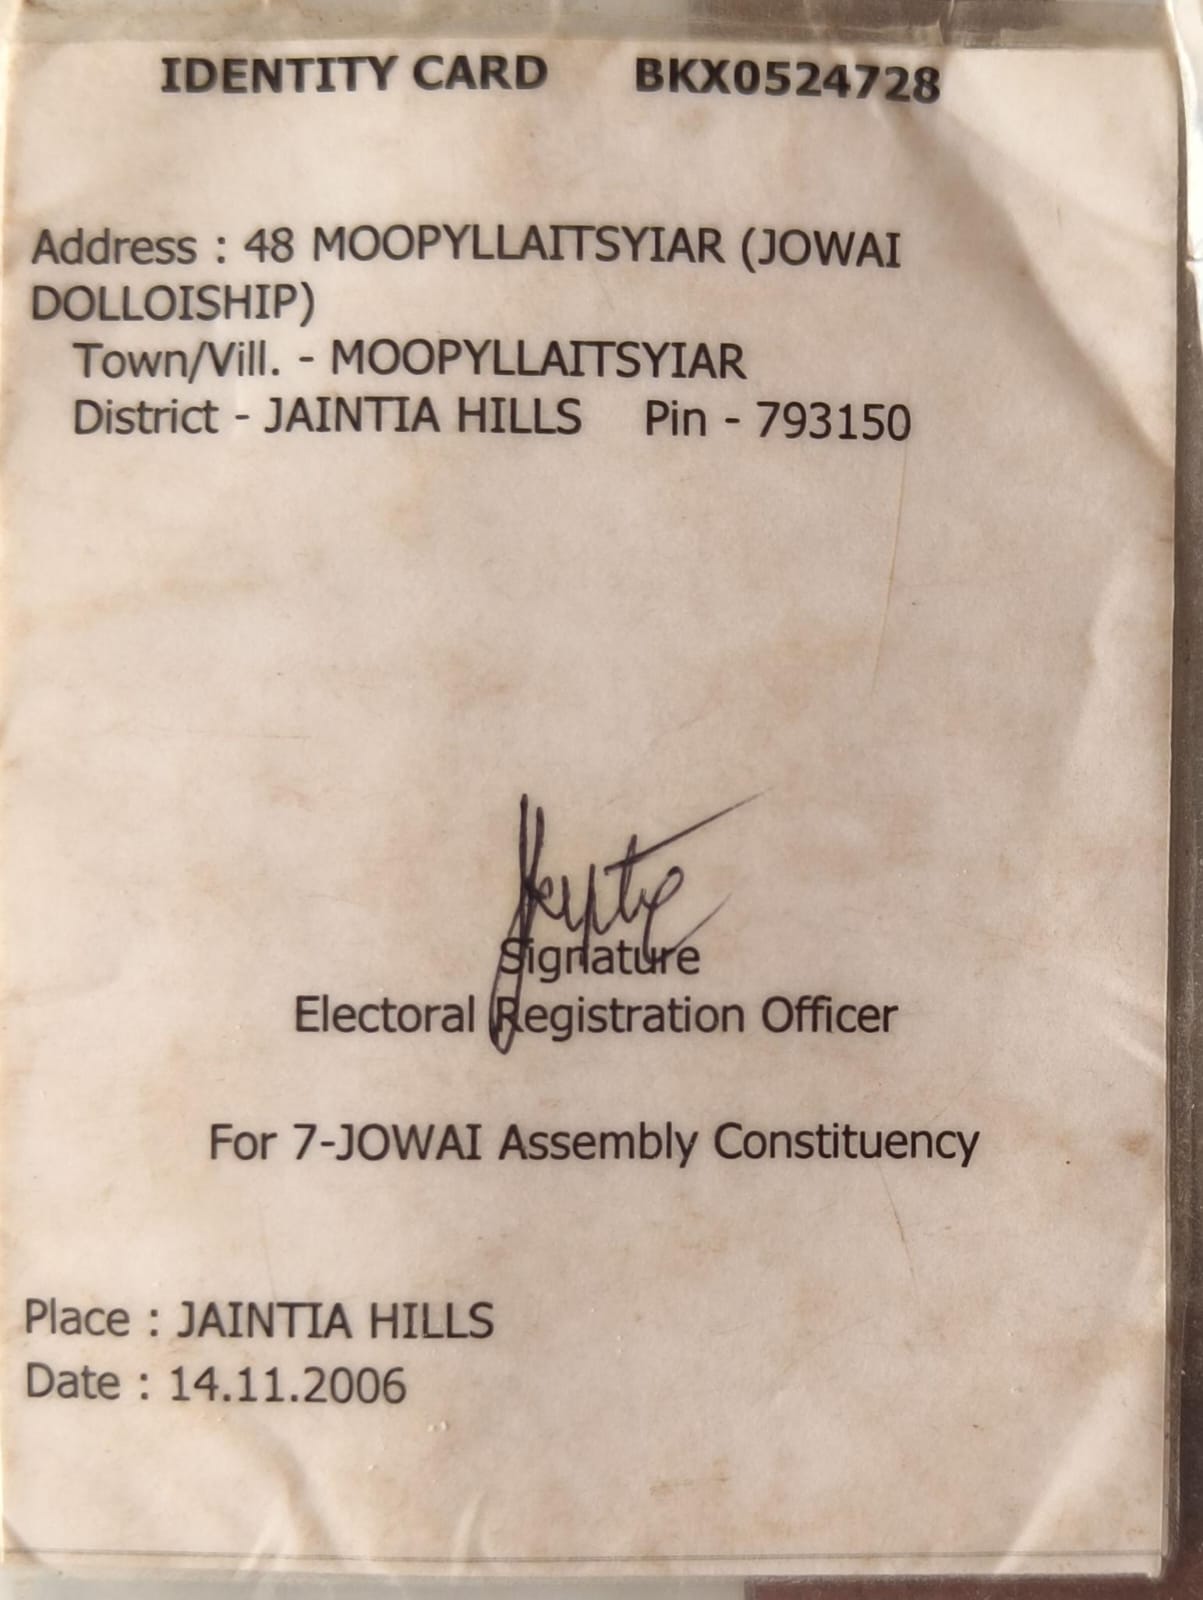 IDENTITY CARD BKX0524728
Address : 48 MOOPYLLAITSYIAR (JOWAI
DOLLOISHIP)
Town/Vill. - MOOPYLLAITSYIAR
District - JAINTIA HILLS Pin - 793150
Signature
Electoral Registration Officer
For 7-JOWAI Assembly Constituency
Place : JAINTIA HILLS
Date : 14.11.2006